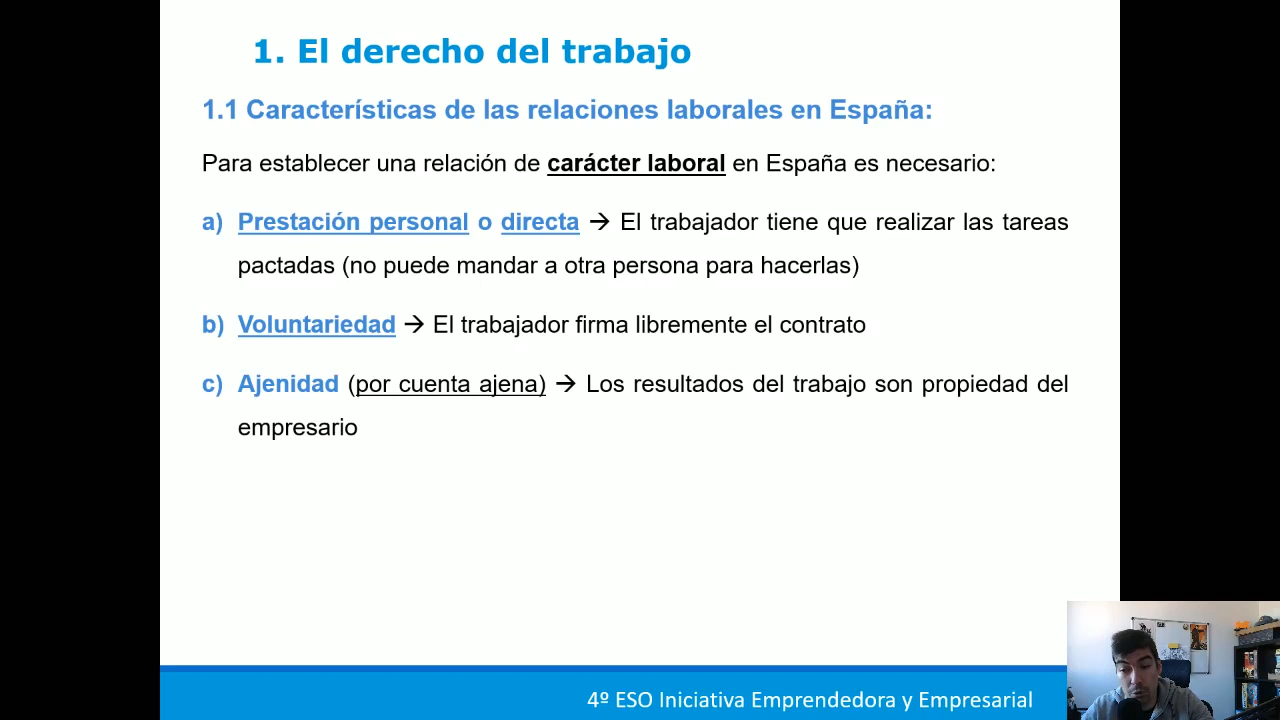 1. El derecho del trabajo
1.1 Características de las relaciones laborales en España:
Para establecer una relación de carácter laboral en España es necesario:
a) Prestación personal o directa → El trabajador tiene que realizar las tareas
pactadas (no puede mandar a otra persona para hacerlas)
b) Voluntariedad → El trabajador firma libremente el contrato
c) Ajenidad (por cuenta ajena) → Los resultados del trabajo son propiedad del
empresario
4º ESO Iniciativa Emprendedora y Empresarial